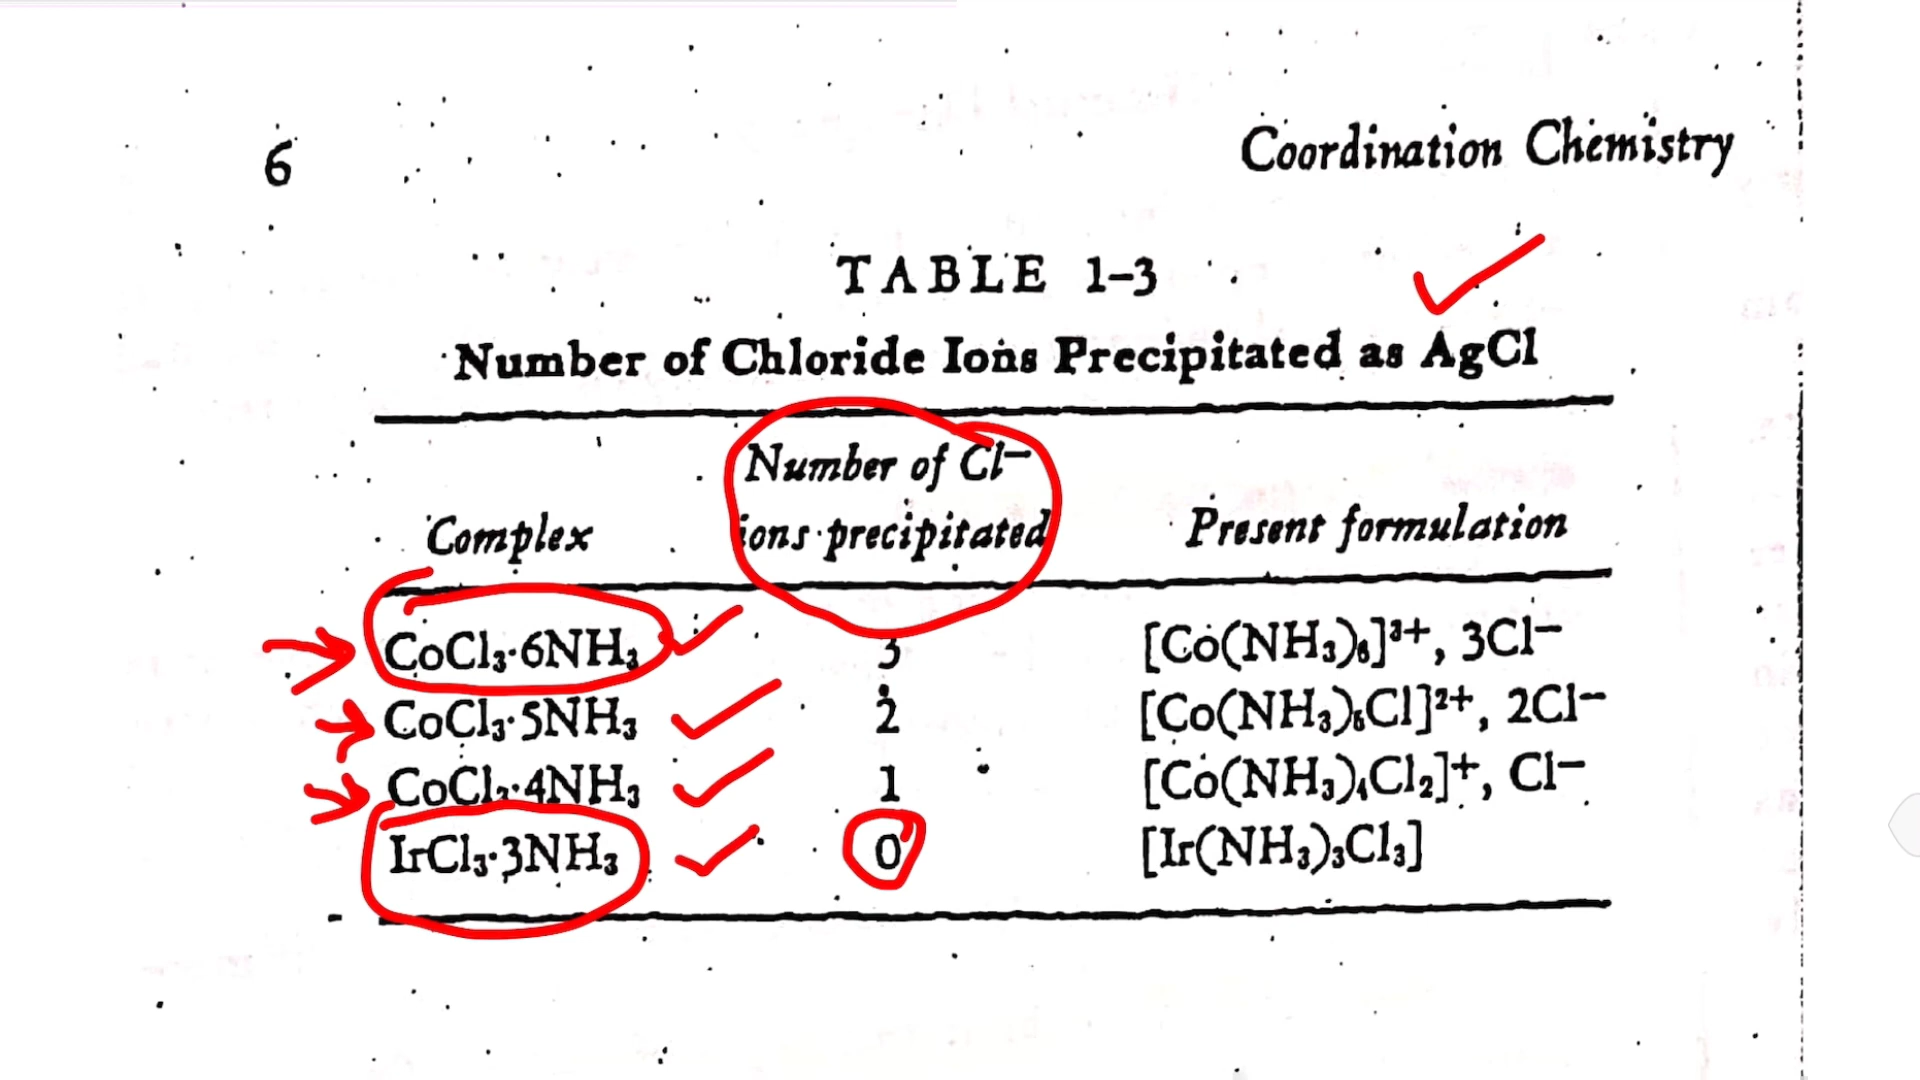 6
Coordination Chemistry
TABLE 1–3
Number of Chloride Ions Precipitated as AgCl
Number of Cl⁻
Complex ions precipitated Present formulation
CoCl₃·6NH₃ 3 [Co(NH₃)₆]³⁺, 3Cl⁻
CoCl₃·5NH₃ 2 [Co(NH₃)₅Cl]²⁺, 2Cl⁻
CoCl₃·4NH₃ 1 [Co(NH₃)₄Cl₂]⁺, Cl⁻
IrCl₃·3NH₃ 0 [Ir(NH₃)₃Cl₃]